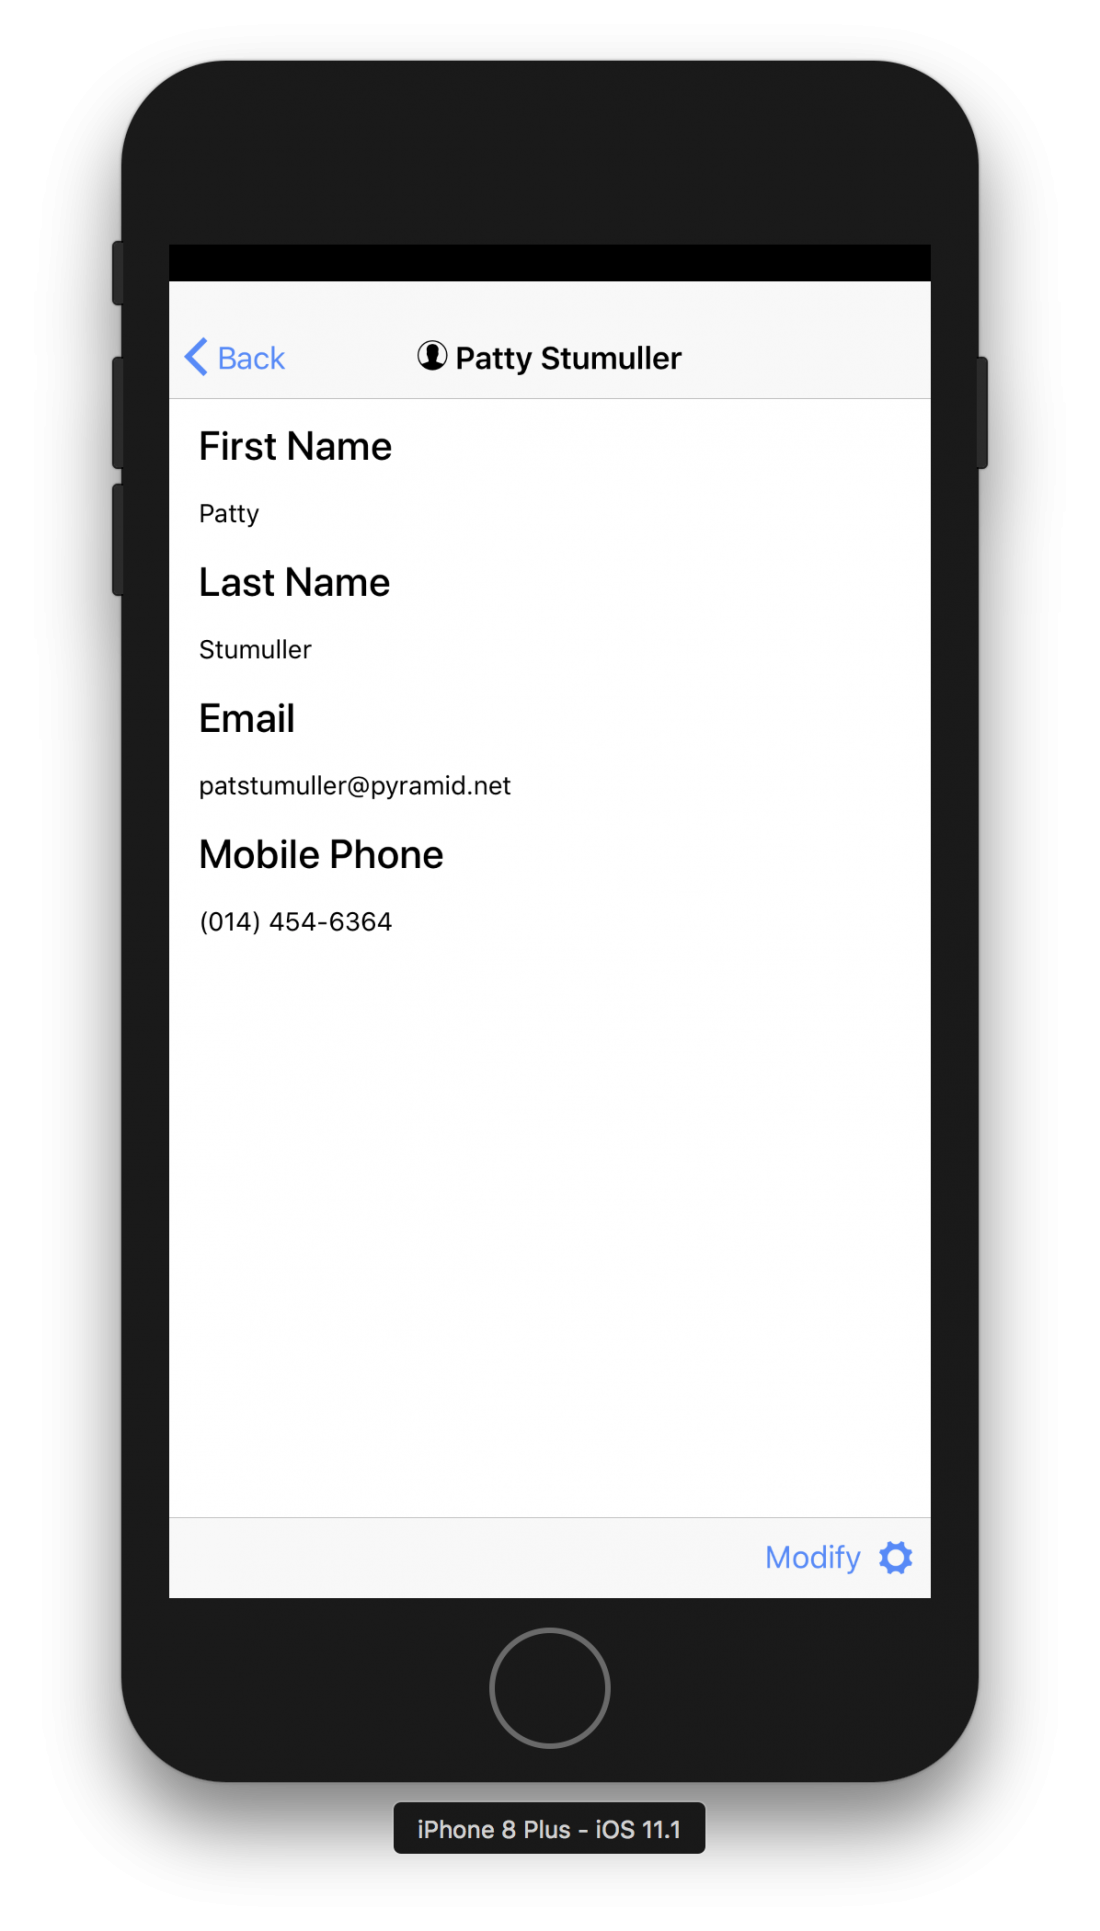 Back
Patty Stumuller
First Name
Patty
Last Name
Stumuller
Email
patstumuller@pyramid.net
Mobile Phone
(014) 454-6364
Modify
iPhone 8 Plus - iOS 11.1